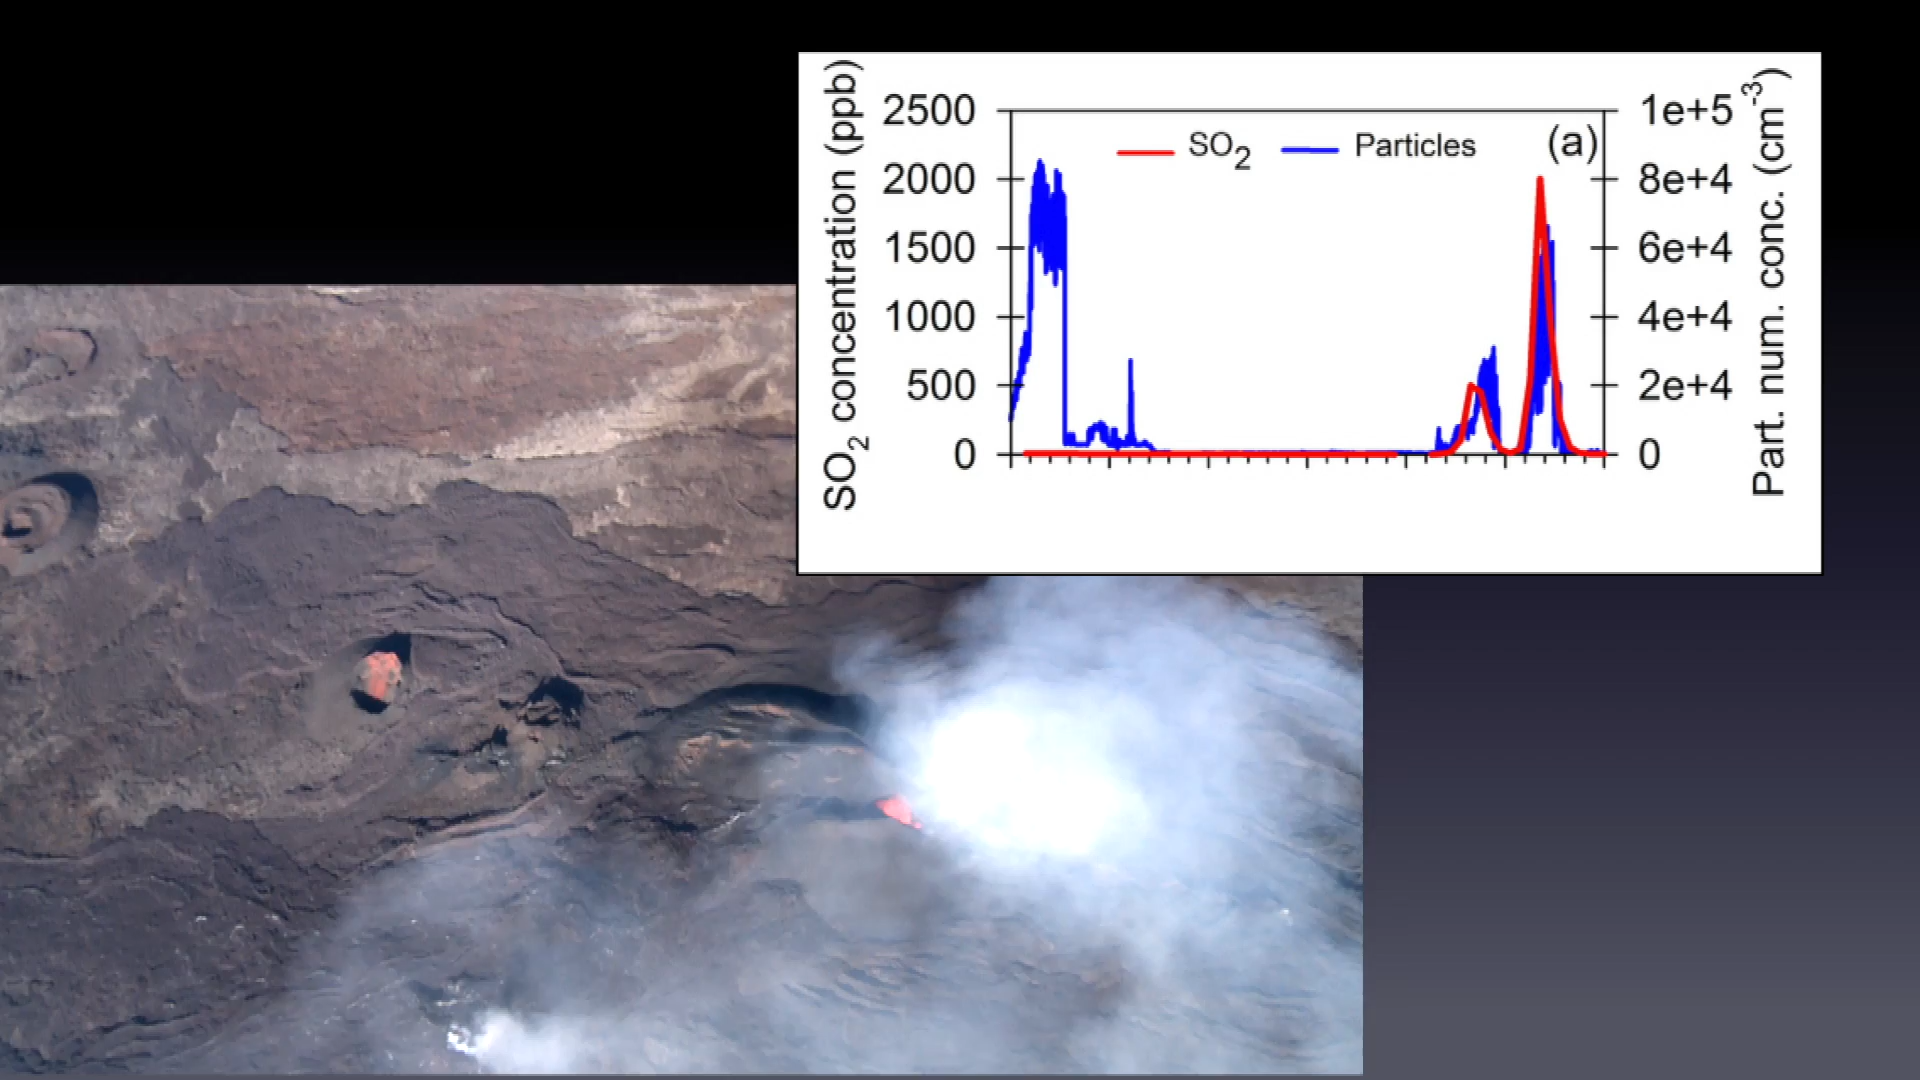 SO2 concentration (ppb)
2500
2000
1500
1000
500
0
SO2
Particles
(a)
1e+5
8e+4
6e+4
4e+4
2e+4
0
Part. num. conc. (cm-3)